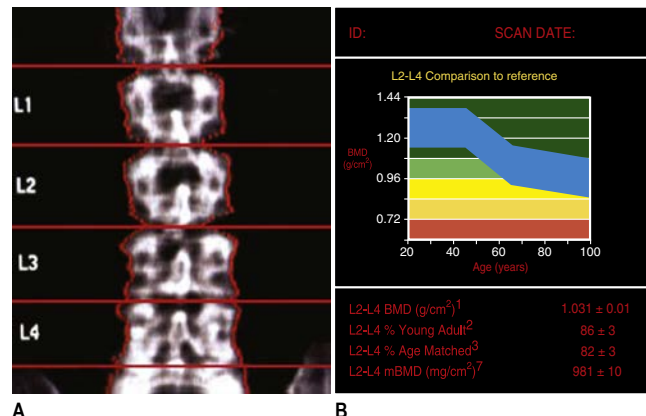 L1
L2
L3
L4
A
ID: SCAN DATE:
L2-L4 Comparison to reference
1.44
1.20
0.96
0.72
BMD
(g/cm²)
20 40 60 80 100
Age (years)
L2-L4 BMD (g/cm²)¹ 1.031 ± 0.01
L2-L4 % Young Adult² 86 ± 3
L2-L4 % Age Matched³ 82 ± 3
L2-L4 mBMD (mg/cm²)⁷ 981 ± 10
B